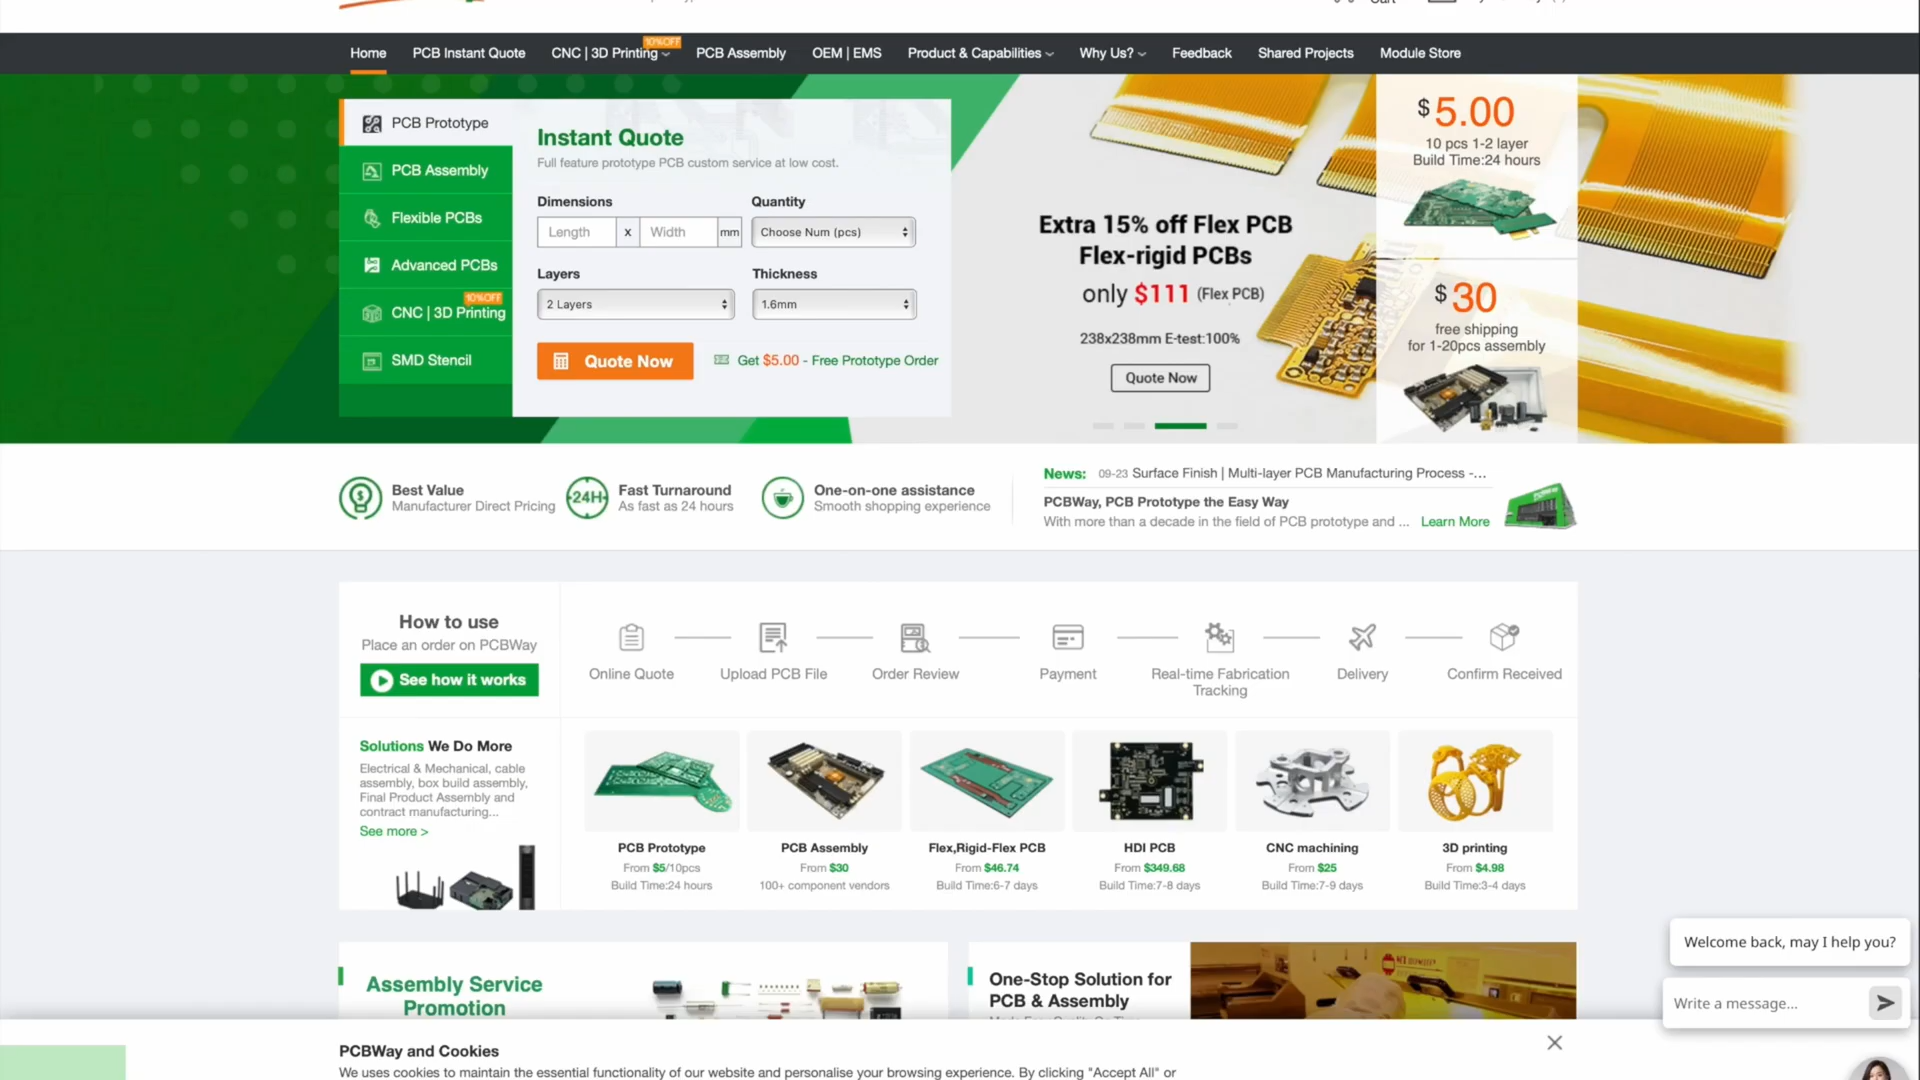 Cart
Home
PCB Instant Quote
CNC | 3D Printing
10%OFF
PCB Assembly
OEM | EMS
Product & Capabilities
Why Us?
Feedback
Shared Projects
Module Store
PCB Prototype
PCB Assembly
Flexible PCBs
Advanced PCBs
10%OFF
CNC | 3D Printing
SMD Stencil
Instant Quote
Full feature prototype PCB custom service at low cost.
Dimensions
Quantity
Length x Width mm
Choose Num (pcs)
Layers
Thickness
2 Layers
1.6mm
Quote Now
Get $5.00 - Free Prototype Order
Extra 15% off Flex PCB
Flex-rigid PCBs
only $111 (Flex PCB)
238x238mm E-test:100%
Quote Now
$5.00
10 pcs 1-2 layer
Build Time:24 hours
$30
free shipping
for 1-20pcs assembly
Best Value
Manufacturer Direct Pricing
24H
Fast Turnaround
As fast as 24 hours
One-on-one assistance
Smooth shopping experience
News: 09-23 Surface Finish | Multi-layer PCB Manufacturing Process -...
PCBWay, PCB Prototype the Easy Way
With more than a decade in the field of PCB prototype and ... Learn More
How to use
Place an order on PCBWay
See how it works
Online Quote
Upload PCB File
Order Review
Payment
Real-time Fabrication
Tracking
Delivery
Confirm Received
Solutions We Do More
Electrical & Mechanical, cable
assembly, box build assembly,
Final Product Assembly and
contract manufacturing...
See more >
PCB Prototype
From $5/10pcs
Build Time:24 hours
PCB Assembly
From $30
100+ component vendors
Flex,Rigid-Flex PCB
From $46.74
Build Time:6-7 days
HDI PCB
From $349.68
Build Time:7-8 days
CNC machining
From $25
Build Time:7-9 days
3D printing
From $4.98
Build Time:3-4 days
Assembly Service
Promotion
One-Stop Solution for
PCB & Assembly
Welcome back, may I help you?
Write a message...
PCBWay and Cookies
We uses cookies to maintain the essential functionality of our website and personalise your browsing experience. By clicking "Accept All" or